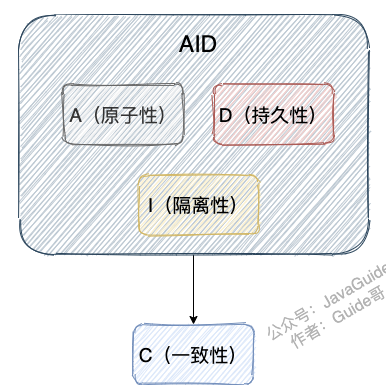 AID
A（原子性）
D（持久性）
I（隔离性）
C（一致性）
公众号：JavaGuide
作者：Guide哥